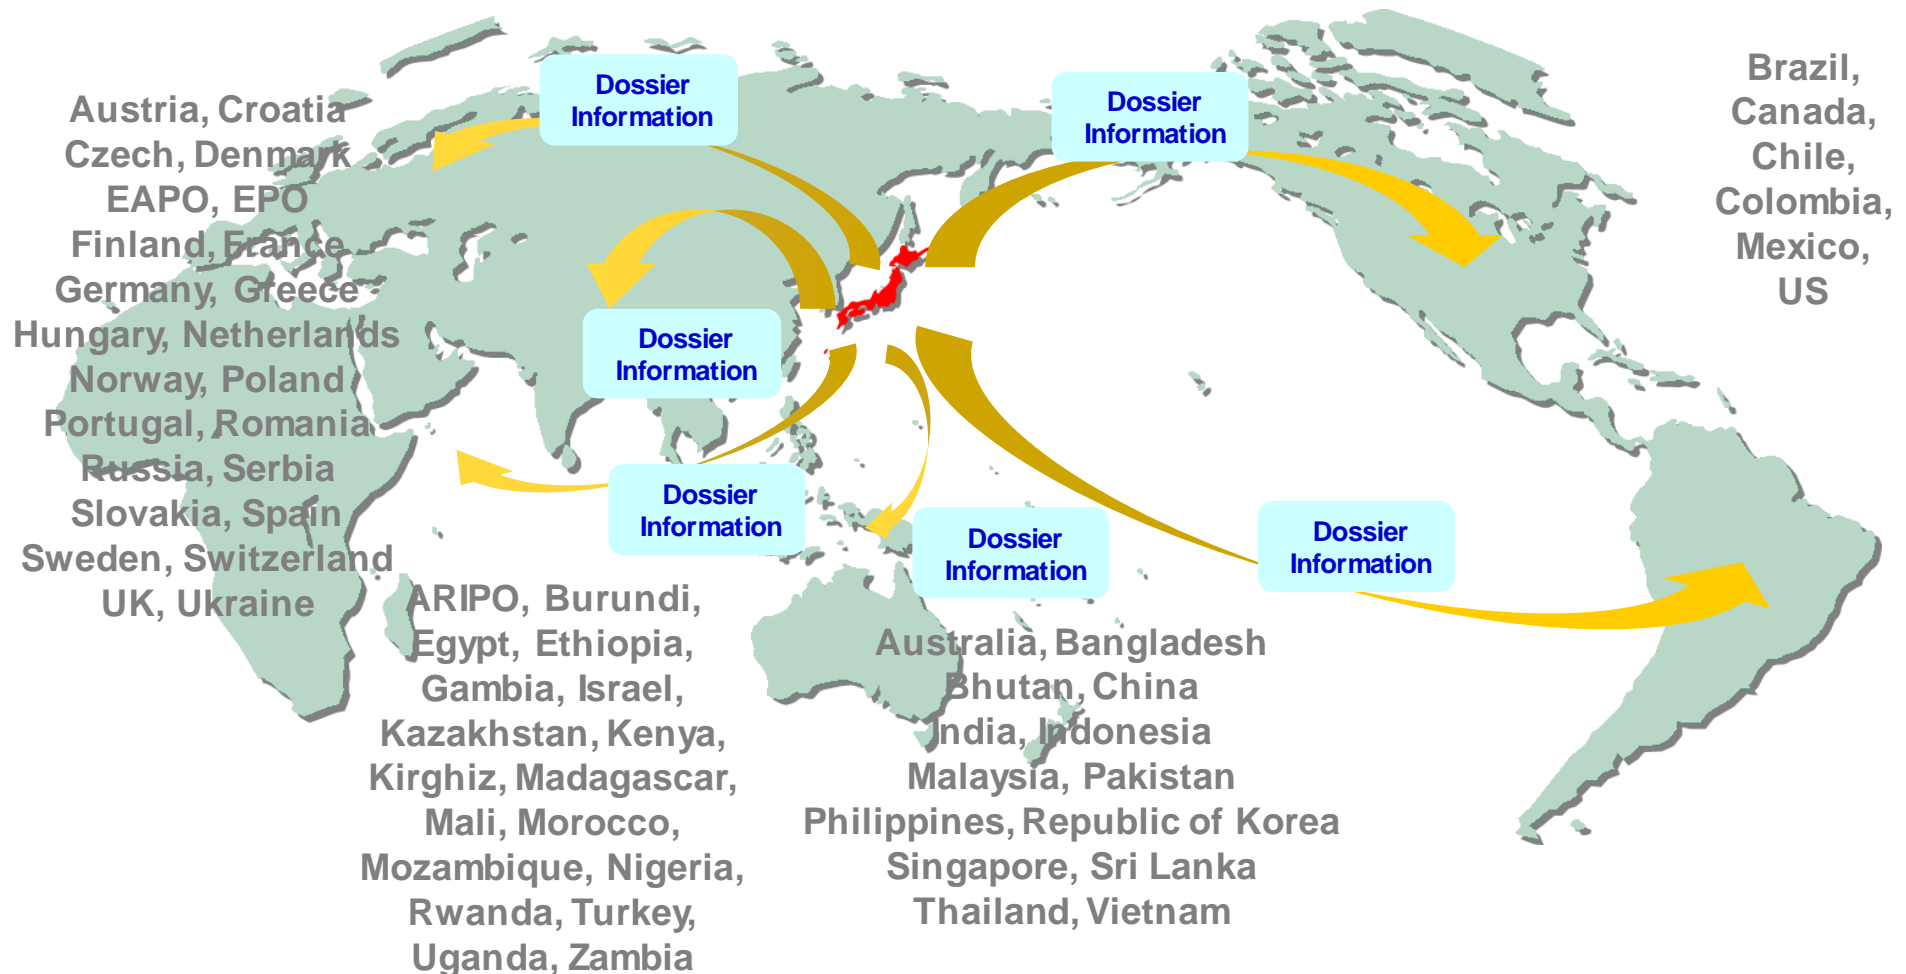 Dossier
Information
Dossier
Information
Brazil,
Canada,
Chile,
Colombia,
Mexico,
US
Austria, Croatia
Czech, Denmark
EAPO, EPO
Finland, France
Germany, Greece
Hungary, Netherlands
Norway, Poland
Portugal, Romania
Russia, Serbia
Slovakia, Spain
Sweden, Switzerland
UK, Ukraine
Dossier
Information
Dossier
Information
Dossier
Information
Dossier
Information
ARIPO, Burundi,
Egypt, Ethiopia,
Gambia, Israel,
Kazakhstan, Kenya,
Kirghiz, Madagascar,
Mali, Morocco,
Mozambique, Nigeria,
Rwanda, Turkey,
Uganda, Zambia
Australia, Bangladesh
Bhutan, China
India, Indonesia
Malaysia, Pakistan
Philippines, Republic of Korea
Singapore, Sri Lanka
Thailand, Vietnam